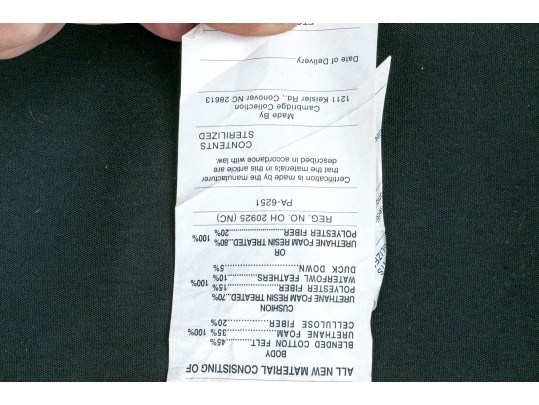 ALL NEW MATERIAL CONSISTING OF
BODY
BLENDED COTTON FELT.....45%
URETHANE FOAM..............35% 100%
CELLULOSE FIBER............20%
CUSHION
URETHANE FOAM RESIN TREATED..70%
POLYESTER FIBER................15%
WATERFOWL FEATHERS......10% 100%
DUCK DOWN.......................5%
OR
URETHANE FOAM RESIN TREATED..80% 100%
POLYESTER FIBER................20%
REG. NO. OH 20925 (NC)
PA-6251
Certification is made by the manufacturer
that the materials in this article are
described in accordance with law.
CONTENTS
STERILIZED
Made By
Cambridge Collection
1211 Keisler Rd., Conover NC 28613
Date of Delivery